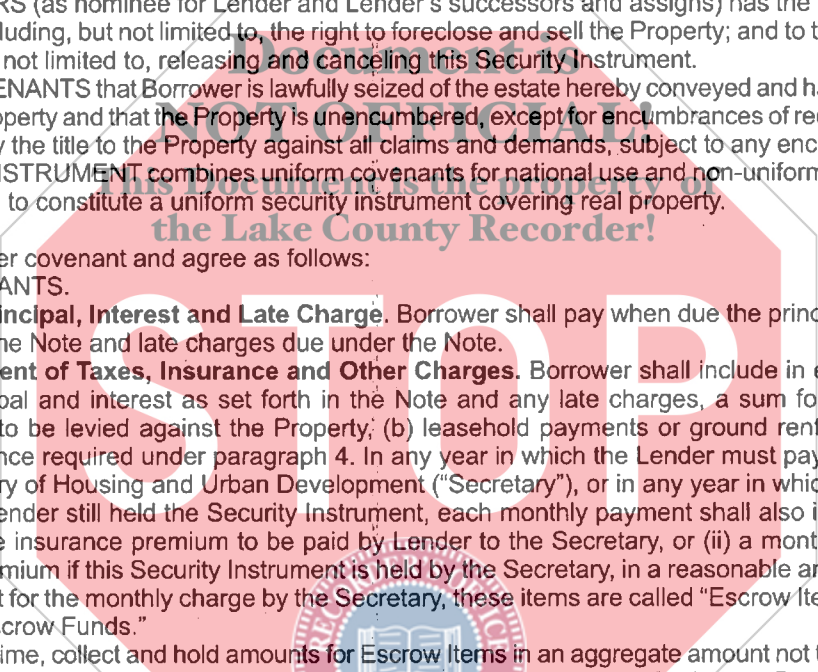 RS (as nominee for Lender and Lender's successors and assigns) has the
luding, but not limited to, the right to foreclose and sell the Property; and to t
not limited to, releasing and canceling this Security Instrument.
Document is
ENANTS that Borrower is lawfully seized of the estate hereby conveyed and h
operty and that the Property is unencumbered, except for encumbrances of re
NOT OFFICIAL!
y the title to the Property against all claims and demands, subject to any enc
NSTRUMENT combines uniform covenants for national use and non-uniform
This Document is the property of
to constitute a uniform security instrument covering real property.
the Lake County Recorder!
er covenant and agree as follows:
ANTS.
STOP
incipal, Interest and Late Charge. Borrower shall pay when due the princ
he Note and late charges due under the Note.
ent of Taxes, Insurance and Other Charges. Borrower shall include in e
pal and interest as set forth in the Note and any late charges, a sum fo
to be levied against the Property, (b) leasehold payments or ground rent
nce required under paragraph 4. In any year in which the Lender must pay
ry of Housing and Urban Development ("Secretary"), or in any year in whic
ender still held the Security Instrument, each monthly payment shall also i
e insurance premium to be paid by Lender to the Secretary, or (ii) a mont
mium if this Security Instrument is held by the Secretary, in a reasonable a
t for the monthly charge by the Secretary, these items are called "Escrow Ite
crow Funds."
ime, collect and hold amounts for Escrow Items in an aggregate amount not t